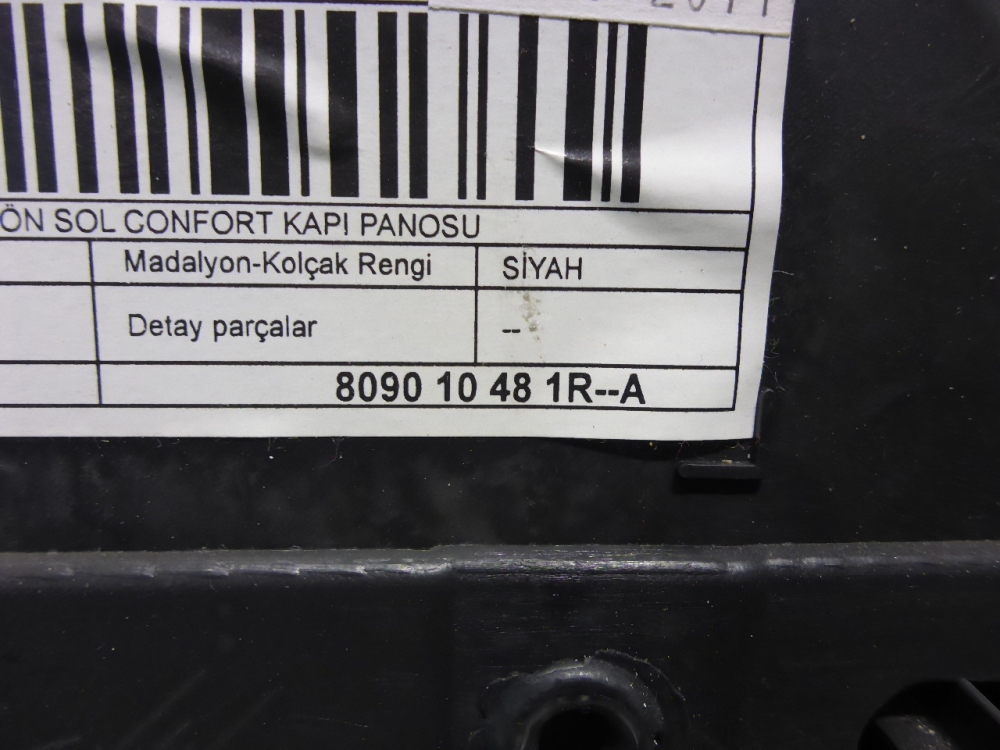 ÖN SOL CONFORT KAPI PANOSU
Madalyon-Kolçak Rengi SİYAH
Detay parçalar --
8090 10 48 1R--A